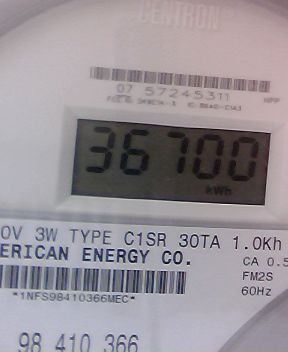 CENTRON
07 57245311
36700
kWh
0V 3W TYPE C1SR 30TA 1.0Kh
ERICAN ENERGY CO.
CA 0.5
FM2S
*1NFS98410366MEC*
60Hz
98 410 366